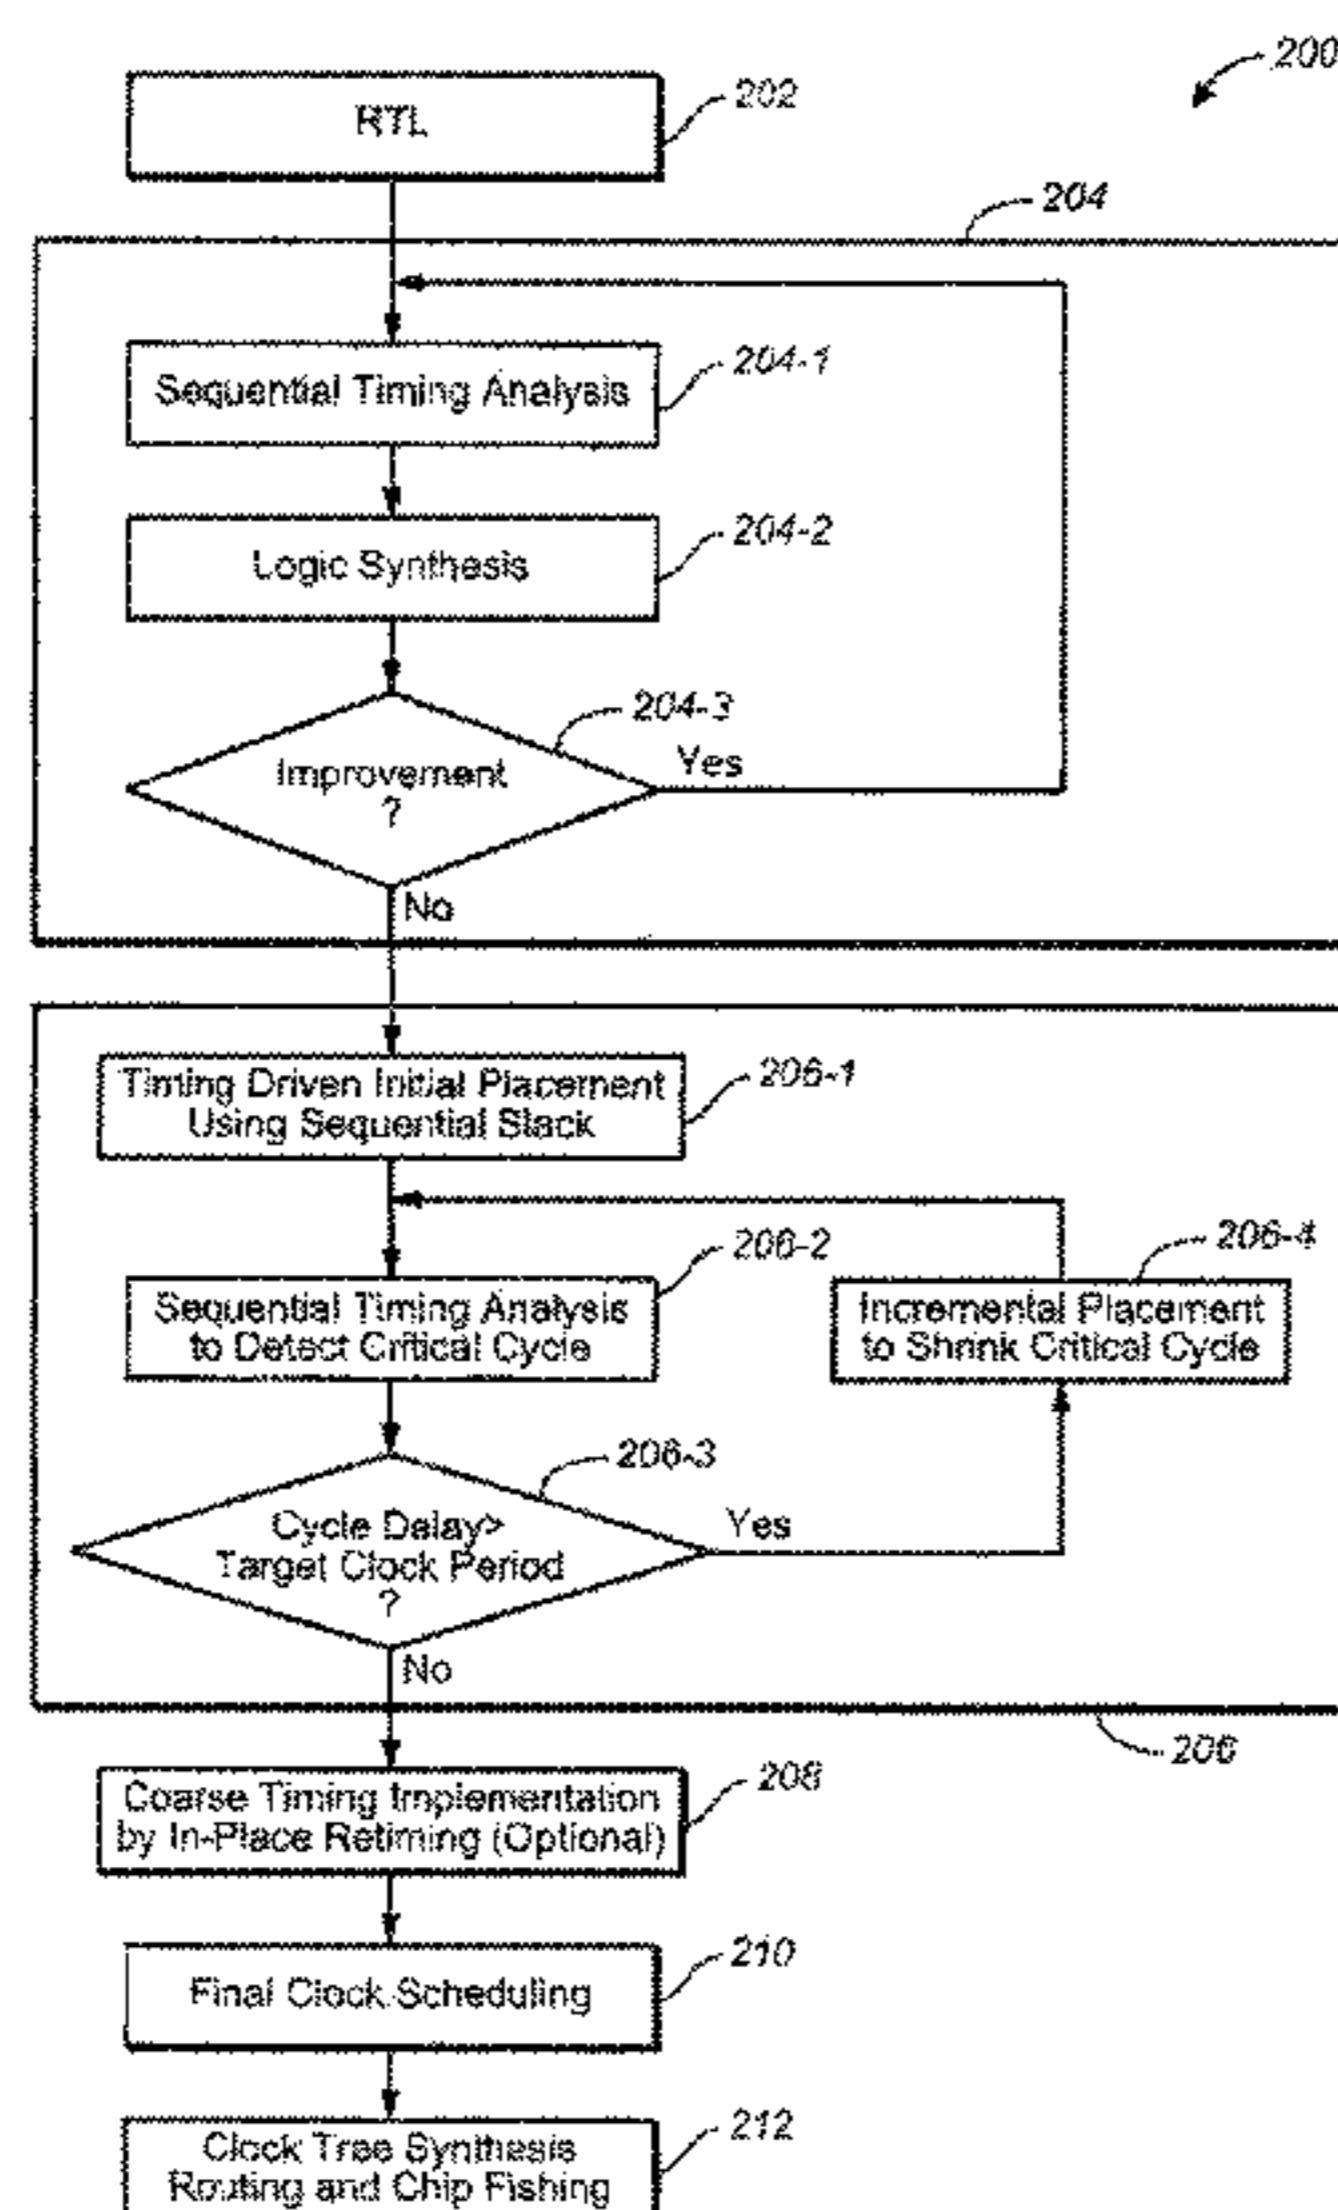 200
RTL
202
204
Sequential Timing Analysis
204-1
Logic Synthesis
204-2
204-3
Improvement
?
Yes
No
Timing Driven Initial Placement
Using Sequential Slack
206-1
Sequential Timing Analysis
to Detect Critical Cycle
206-2
Incremental Placement
to Shrink Critical Cycle
206-4
206-3
Cycle Delay>
Target Clock Period
?
Yes
No
206
Coarse Timing Implementation
by In-Place Retiming (Optional)
208
Final Clock Scheduling
210
Clock Tree Synthesis
Routing and Chip Fishing
212